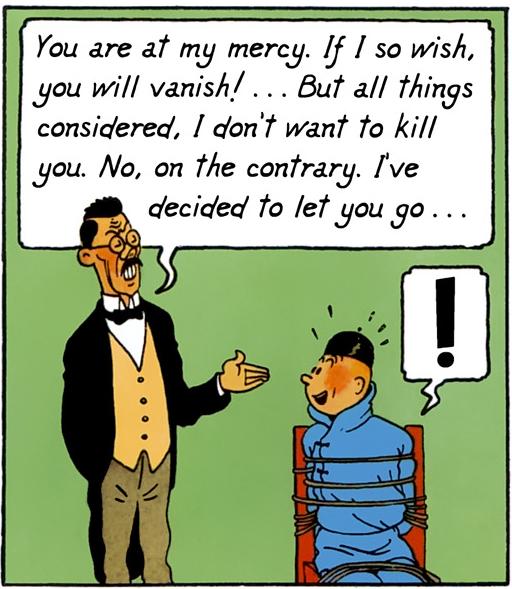 You are at my mercy. If I so wish,
you will vanish! ... But all things
considered, I don't want to kill
you. No, on the contrary. I've
decided to let you go ...
!